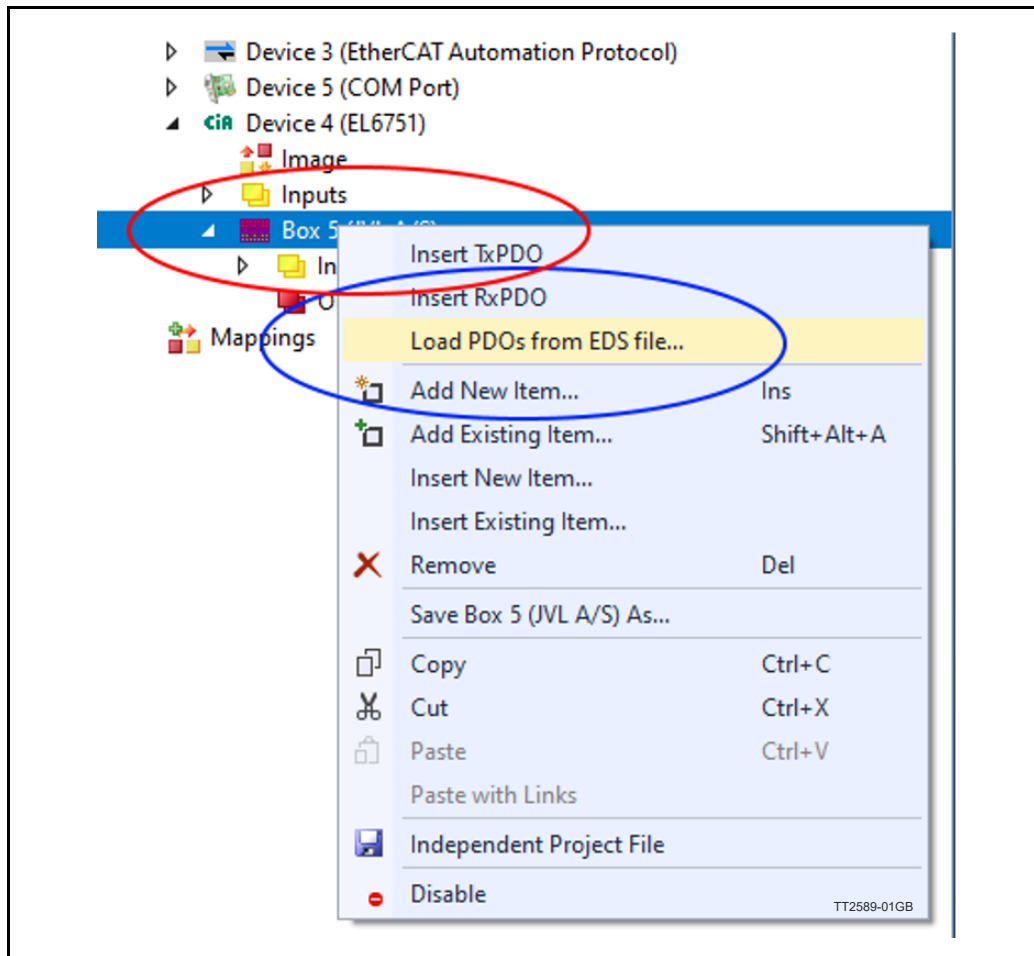 Device 3 (EtherCAT Automation Protocol)
Device 5 (COM Port)
CiA Device 4 (EL6751)
Image
Inputs
Box 5 (JVL A/S)
In
O
Mappings
Insert TxPDO
Insert RxPDO
Load PDOs from EDS file...
Add New Item... Ins
Add Existing Item... Shift+Alt+A
Insert New Item...
Insert Existing Item...
Remove Del
Save Box 5 (JVL A/S) As...
Copy Ctrl+C
Cut Ctrl+X
Paste Ctrl+V
Paste with Links
Independent Project File
Disable
TT2589-01GB